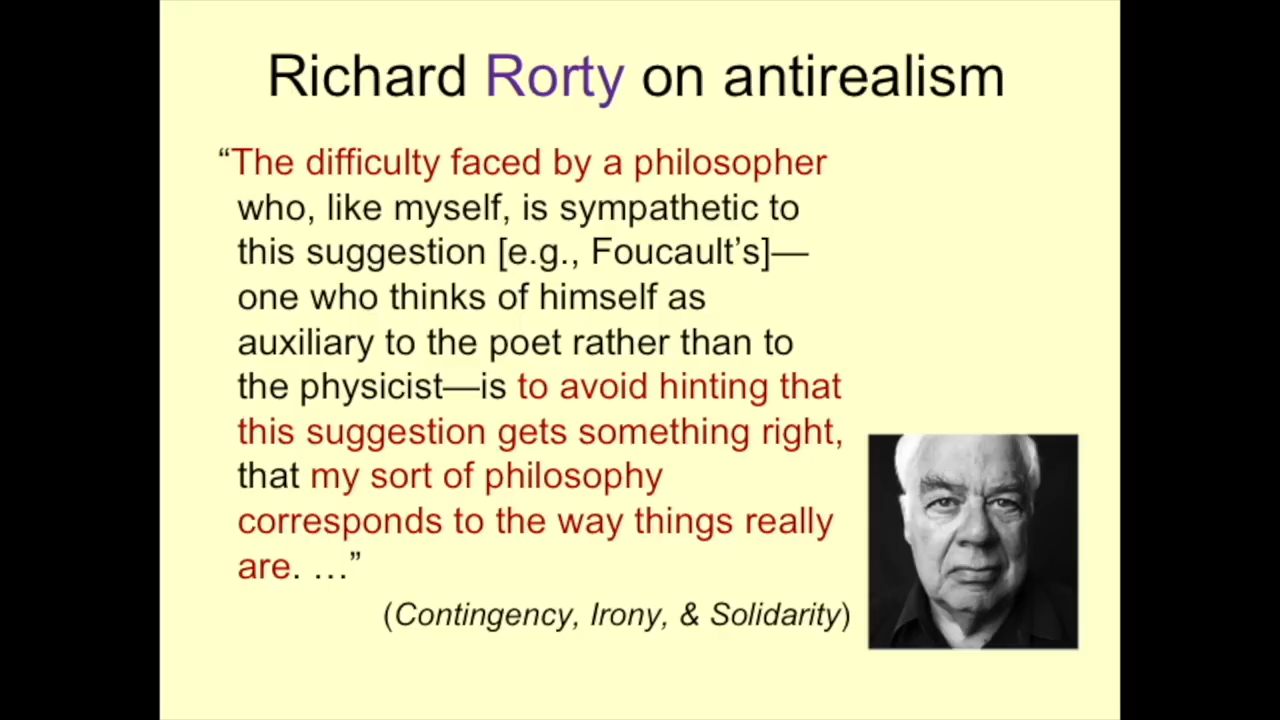 Richard Rorty on antirealism
“The difficulty faced by a philosopher
who, like myself, is sympathetic to
this suggestion [e.g., Foucault’s]—
one who thinks of himself as
auxiliary to the poet rather than to
the physicist—is to avoid hinting that
this suggestion gets something right,
that my sort of philosophy
corresponds to the way things really
are. …”
(Contingency, Irony, & Solidarity)